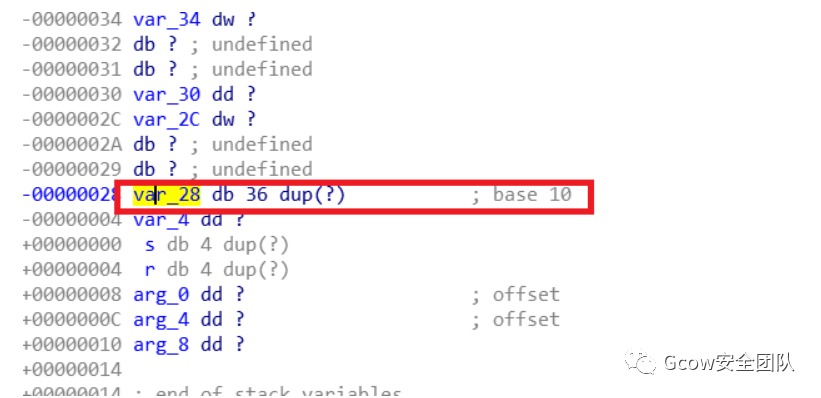 -00000034 var_34 dw ?
-00000032 db ? ; undefined
-00000031 db ? ; undefined
-00000030 var_30 dd ?
-0000002C var_2C dw ?
-0000002A db ? ; undefined
-00000029 db ? ; undefined
-00000028 var_28 db 36 dup(?) ; base 10
-00000004 var_4 dd ?
+00000000 s db 4 dup(?)
+00000004 r db 4 dup(?)
+00000008 arg_0 dd ? ; offset
+0000000C arg_4 dd ? ; offset
+00000010 arg_8 dd ?
+00000014
+00000014 ; end of stack variables
Gcow安全团队